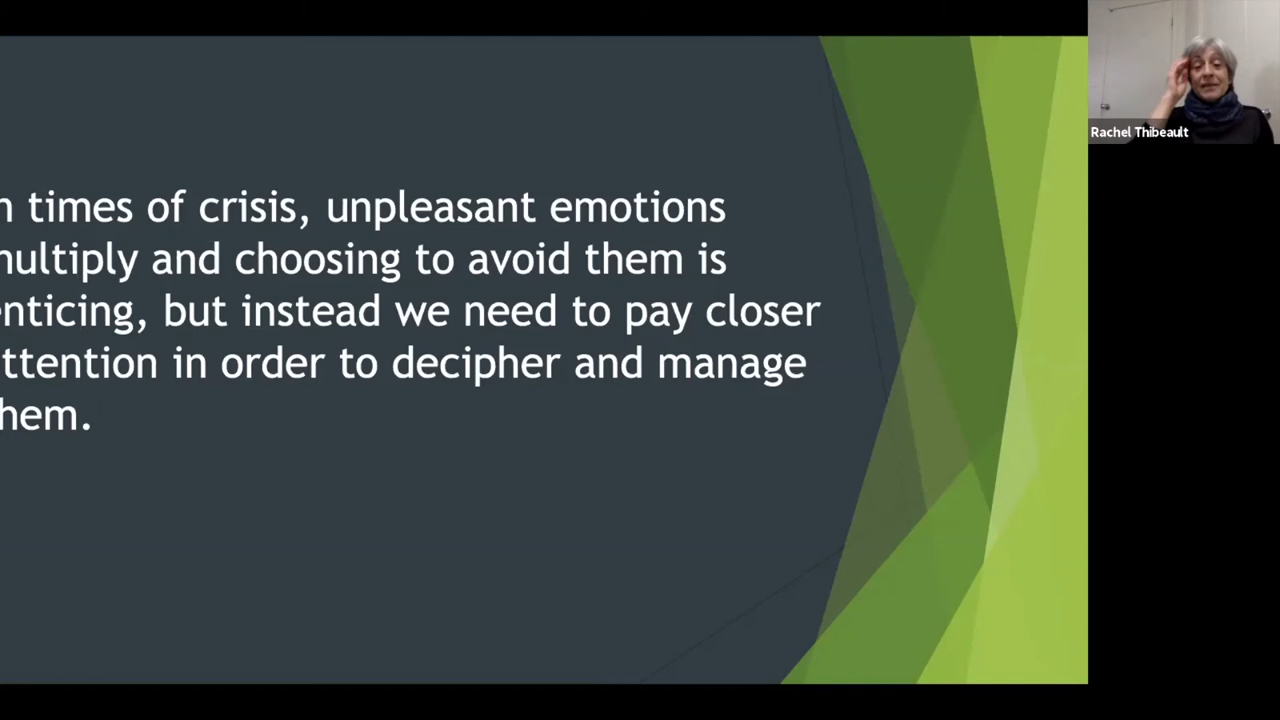 n times of crisis, unpleasant emotions
multiply and choosing to avoid them is
enticing, but instead we need to pay closer
ttention in order to decipher and manage
hem.
Rachel Thibeault